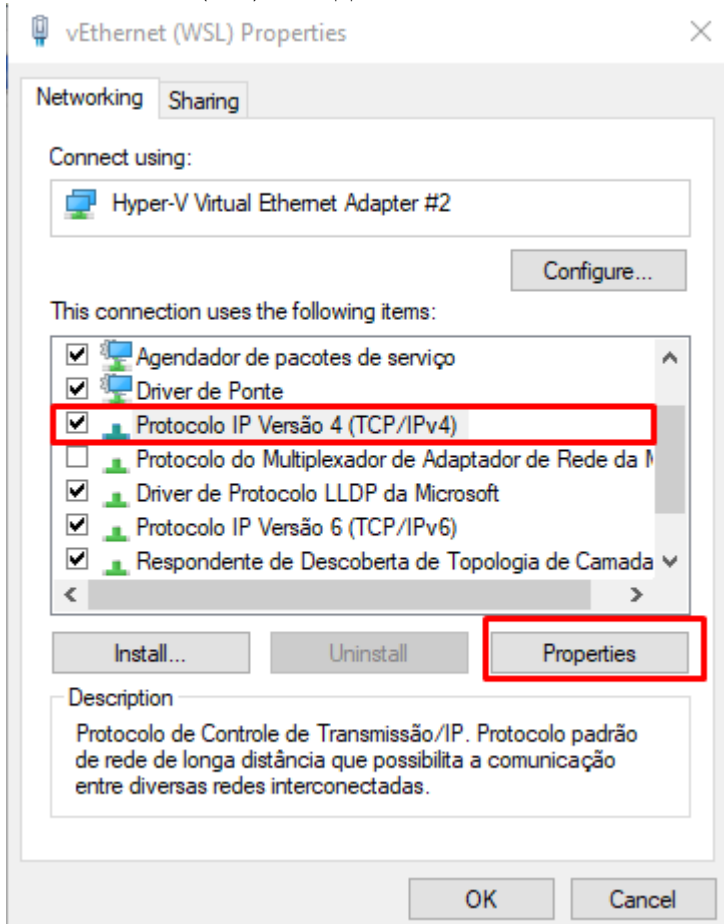 vEthernet (WSL) Properties
Networking Sharing
Connect using:
Hyper-V Virtual Ethernet Adapter #2
Configure...
This connection uses the following items:
Agendador de pacotes de serviço
Driver de Ponte
Protocolo IP Versão 4 (TCP/IPv4)
Protocolo do Multiplexador de Adaptador de Rede da
Driver de Protocolo LLDP da Microsoft
Protocolo IP Versão 6 (TCP/IPv6)
Respondente de Descoberta de Topologia de Camada
Install... Uninstall Properties
Description
Protocolo de Controle de Transmissão/IP. Protocolo padrão
de rede de longa distância que possibilita a comunicação
entre diversas redes interconectadas.
OK Cancel